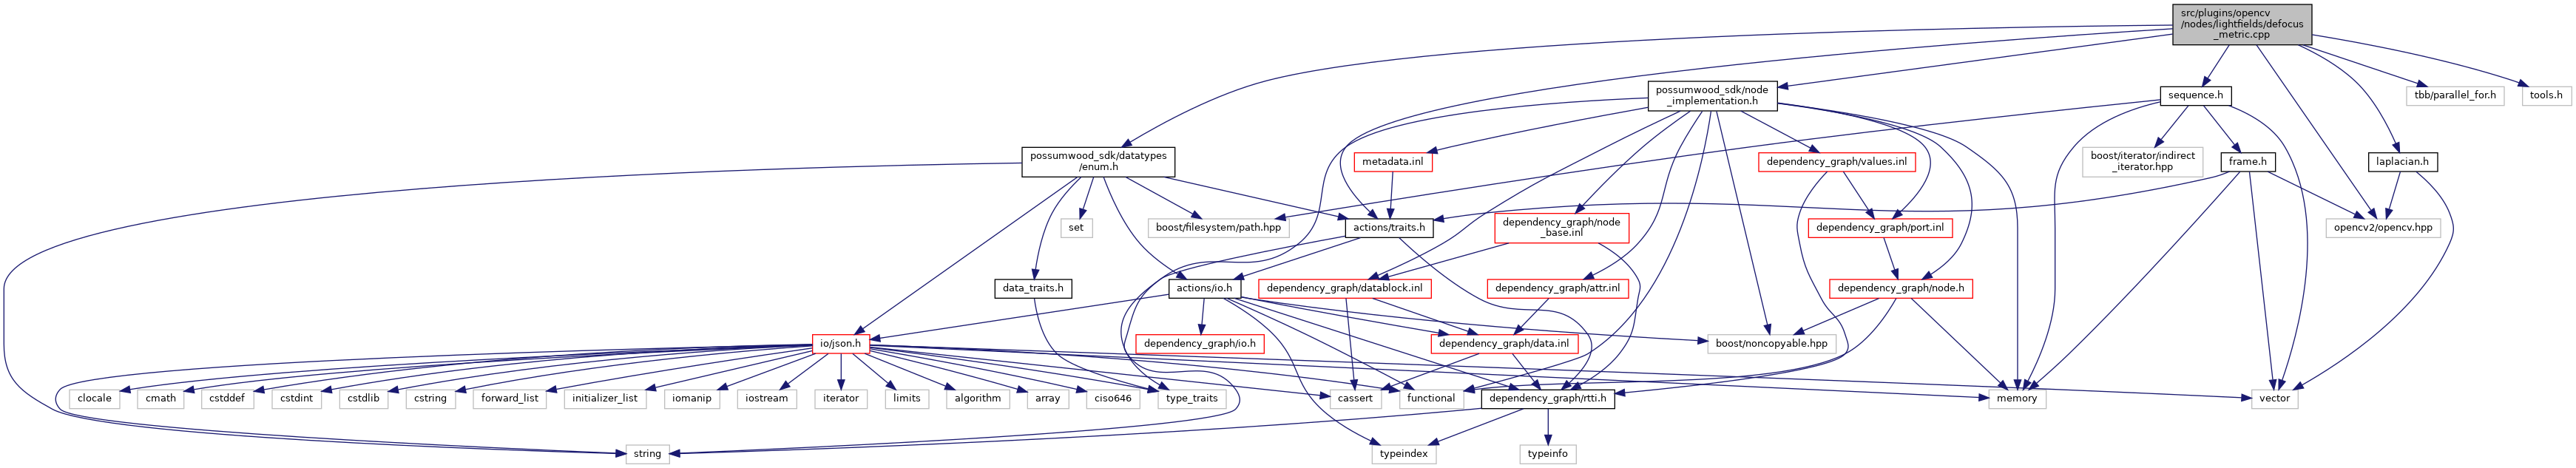 src/plugins/opencv
/nodes/lightfields/defocus
_metric.cpp
possumwood_sdk/node
_implementation.h
sequence.h
tbb/parallel_for.h
tools.h
possumwood_sdk/datatypes
/enum.h
metadata.inl
dependency_graph/values.inl
boost/iterator/indirect
_iterator.hpp
frame.h
laplacian.h
set
boost/filesystem/path.hpp
actions/traits.h
dependency_graph/node
_base.inl
dependency_graph/port.inl
opencv2/opencv.hpp
data_traits.h
actions/io.h
dependency_graph/datablock.inl
dependency_graph/attr.inl
dependency_graph/node.h
io/json.h
dependency_graph/io.h
dependency_graph/data.inl
boost/noncopyable.hpp
clocale
cmath
cstddef
cstdint
cstdlib
cstring
forward_list
initializer_list
iomanip
iostream
iterator
limits
algorithm
array
ciso646
type_traits
cassert
functional
dependency_graph/rtti.h
memory
vector
string
typeindex
typeinfo